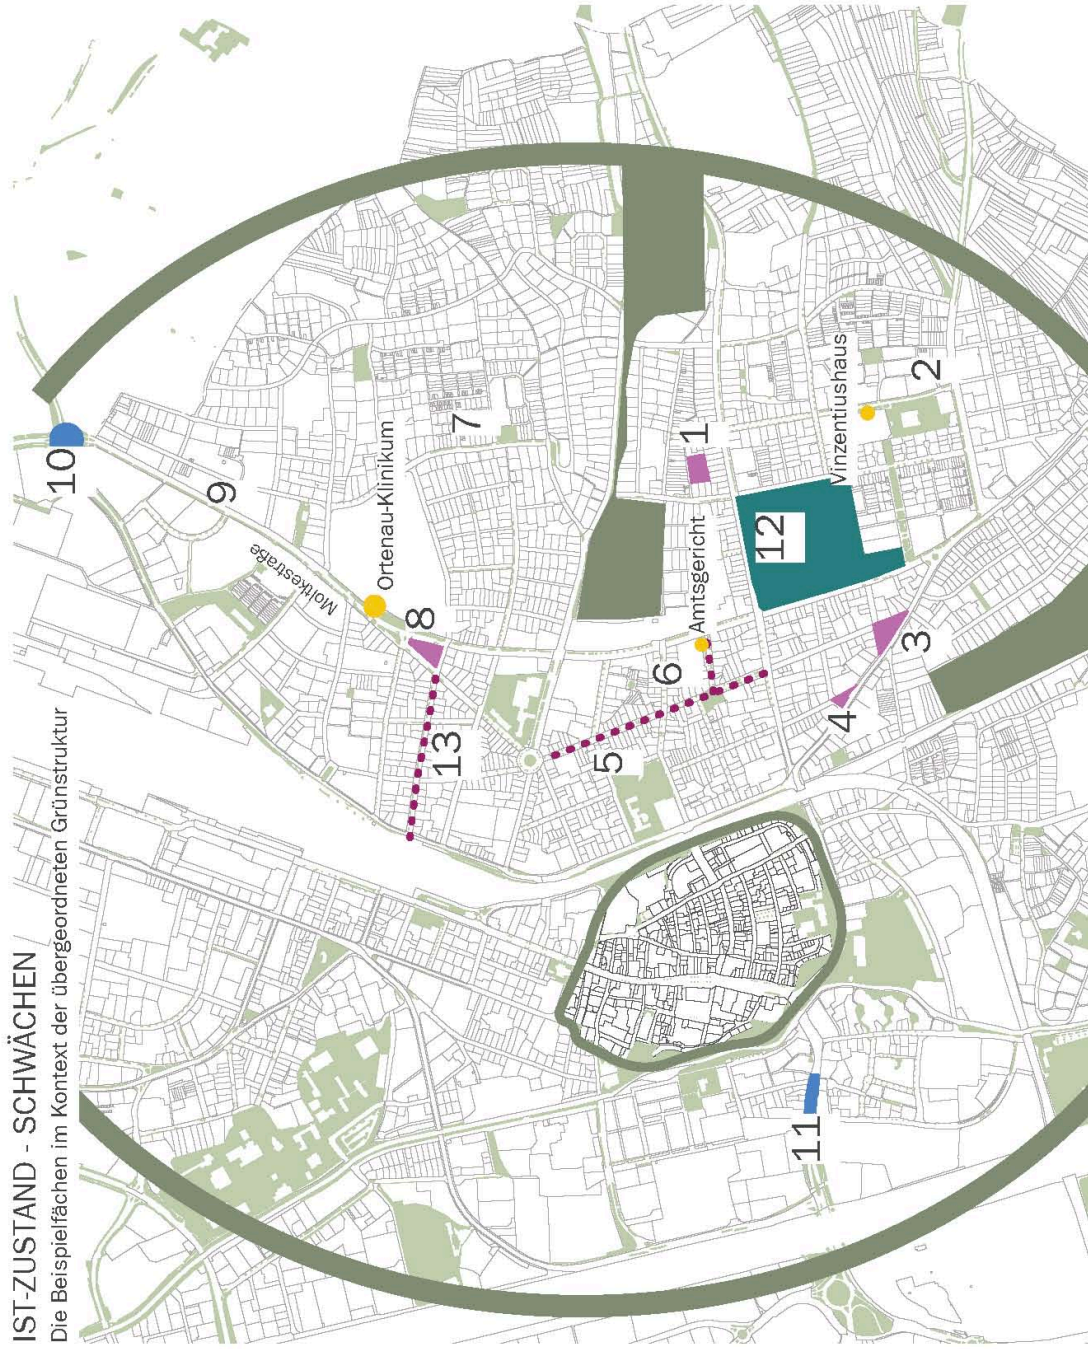 IST-ZUSTAND - SCHWÄCHEN
Die Beispielfächen im Kontext der übergeordneten Grünstruktur
10
9
Moltkestraße
Ortenau-Klinikum
8
13
7
5
6
Amtsgericht
1
12
11
4
Vinzentiushaus
3
2